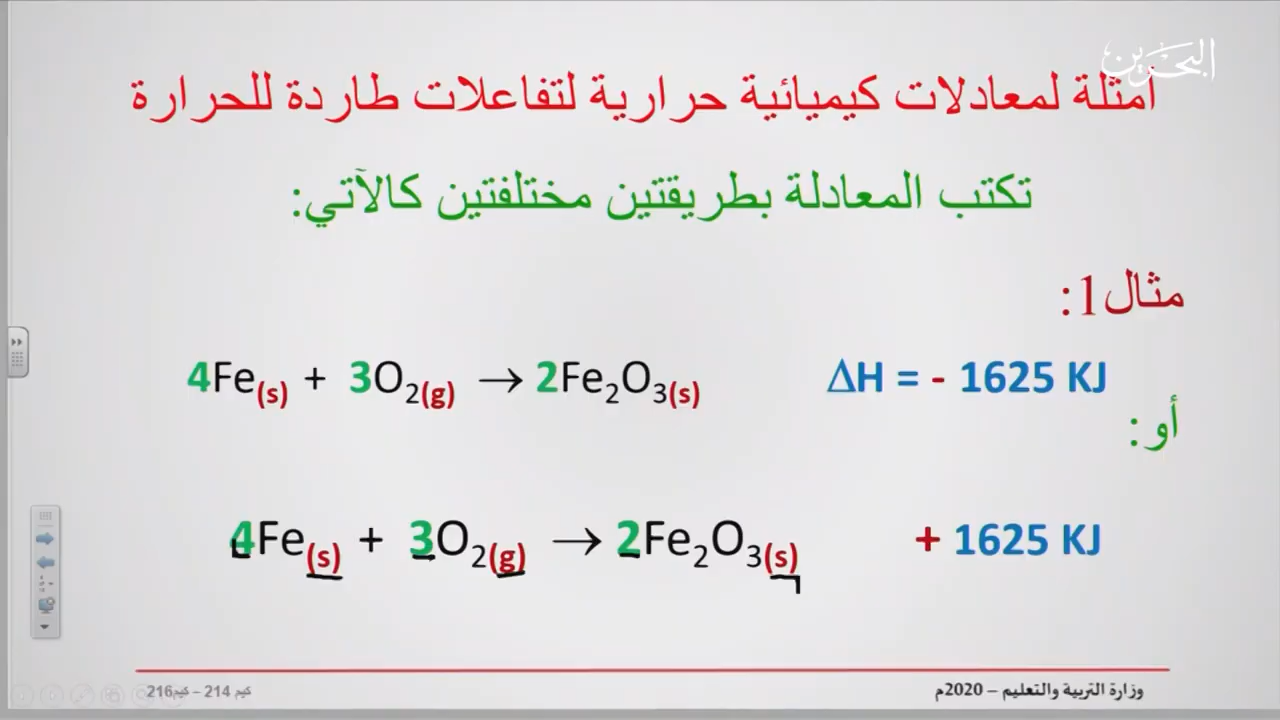 البحرين
أمثلة لمعادلات كيميائية حرارية لتفاعلات طاردة للحرارة
تكتب المعادلة بطريقتين مختلفتين كالآتي:
مثال1:
4Fe(s) + 3O2(g) → 2Fe2O3(s) ΔH = - 1625 KJ
أو:
4Fe(s) + 3O2(g) → 2Fe2O3(s) + 1625 KJ
وزارة التربية والتعليم – 2020م
كيم 214 – كيم216